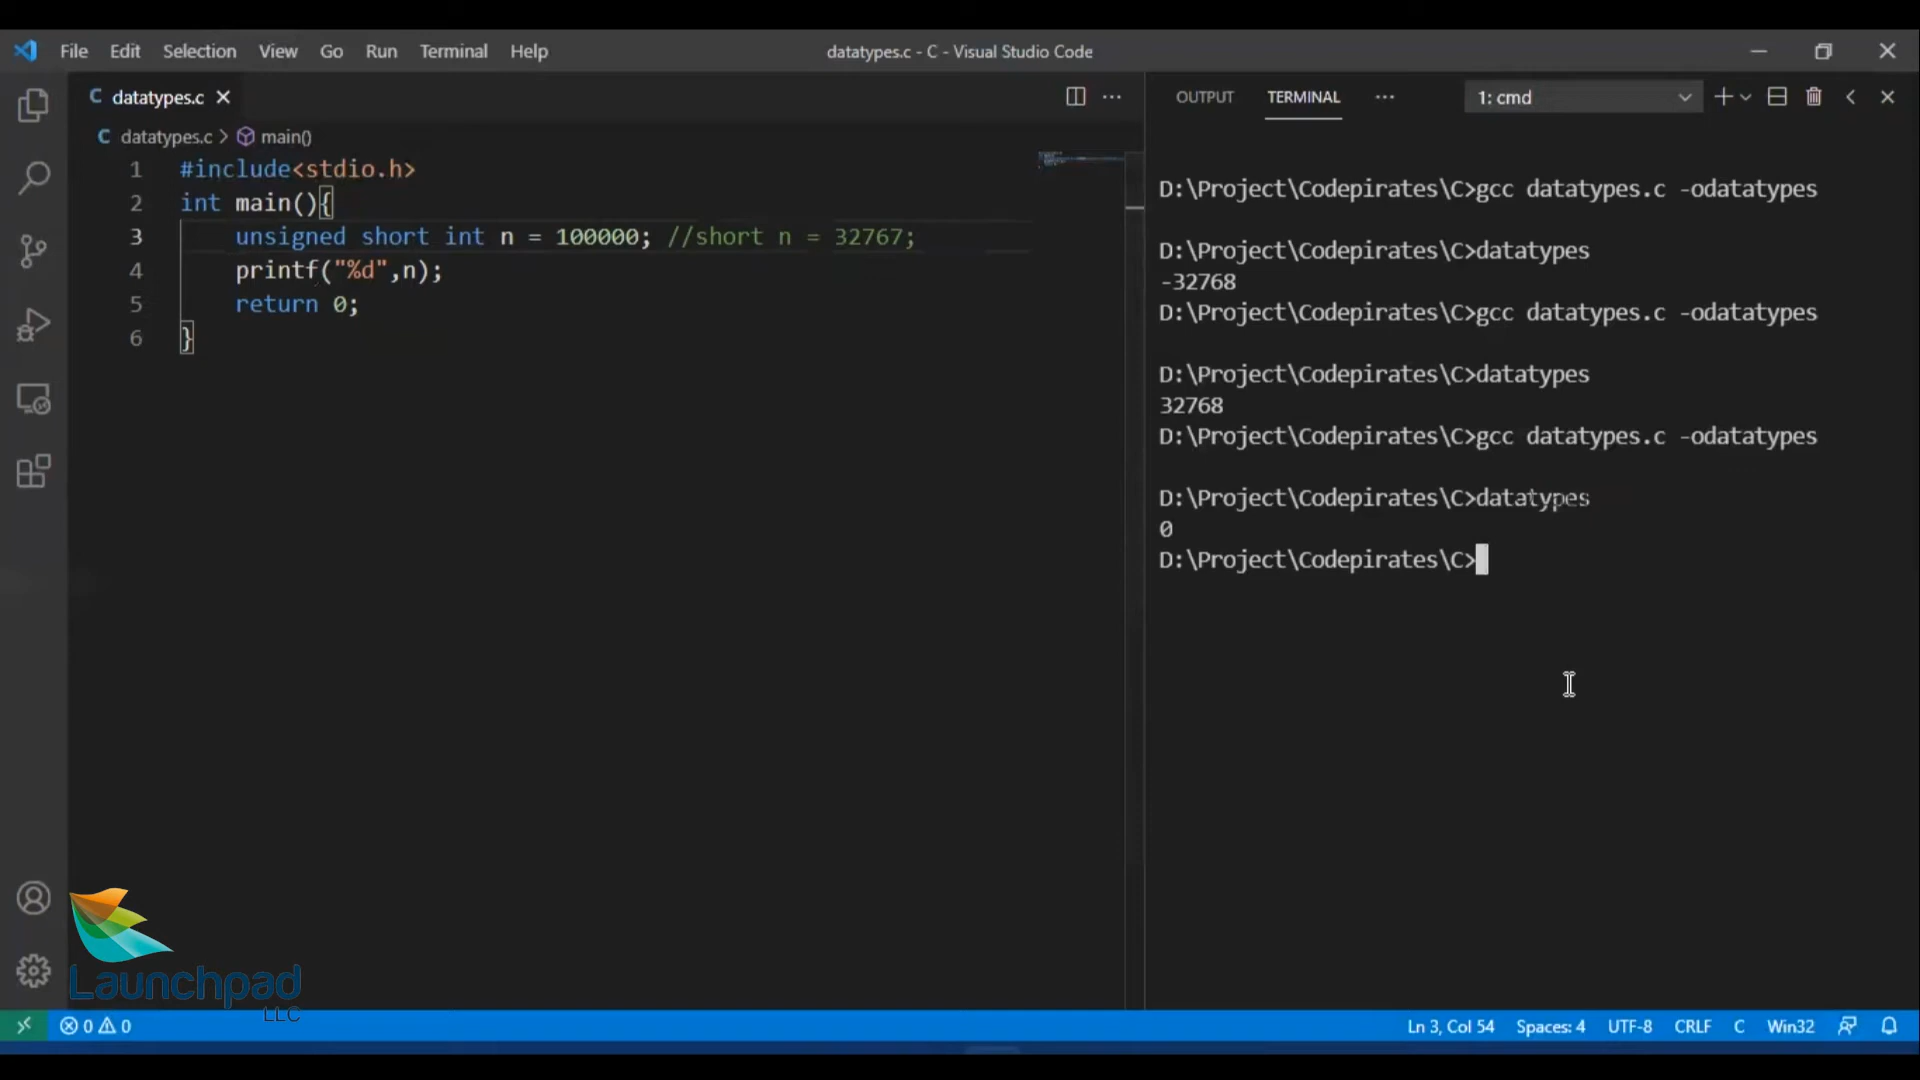 File Edit Selection View Go Run Terminal Help
datatypes.c - C - Visual Studio Code
datatypes.c
datatypes.c > main()
1 #include<stdio.h>
2 int main(){
3 unsigned short int n = 100000; //short n = 32767;
4 printf("%d",n);
5 return 0;
6 }
OUTPUT TERMINAL ··· 1: cmd
D:\Project\Codepirates\C>gcc datatypes.c -odatatypes
D:\Project\Codepirates\C>datatypes
-32768
D:\Project\Codepirates\C>gcc datatypes.c -odatatypes
D:\Project\Codepirates\C>datatypes
32768
D:\Project\Codepirates\C>gcc datatypes.c -odatatypes
D:\Project\Codepirates\C>datatypes
0
D:\Project\Codepirates\C>
Launchpad
LLC
0 0
Ln 3, Col 54 Spaces: 4 UTF-8 CRLF C Win32